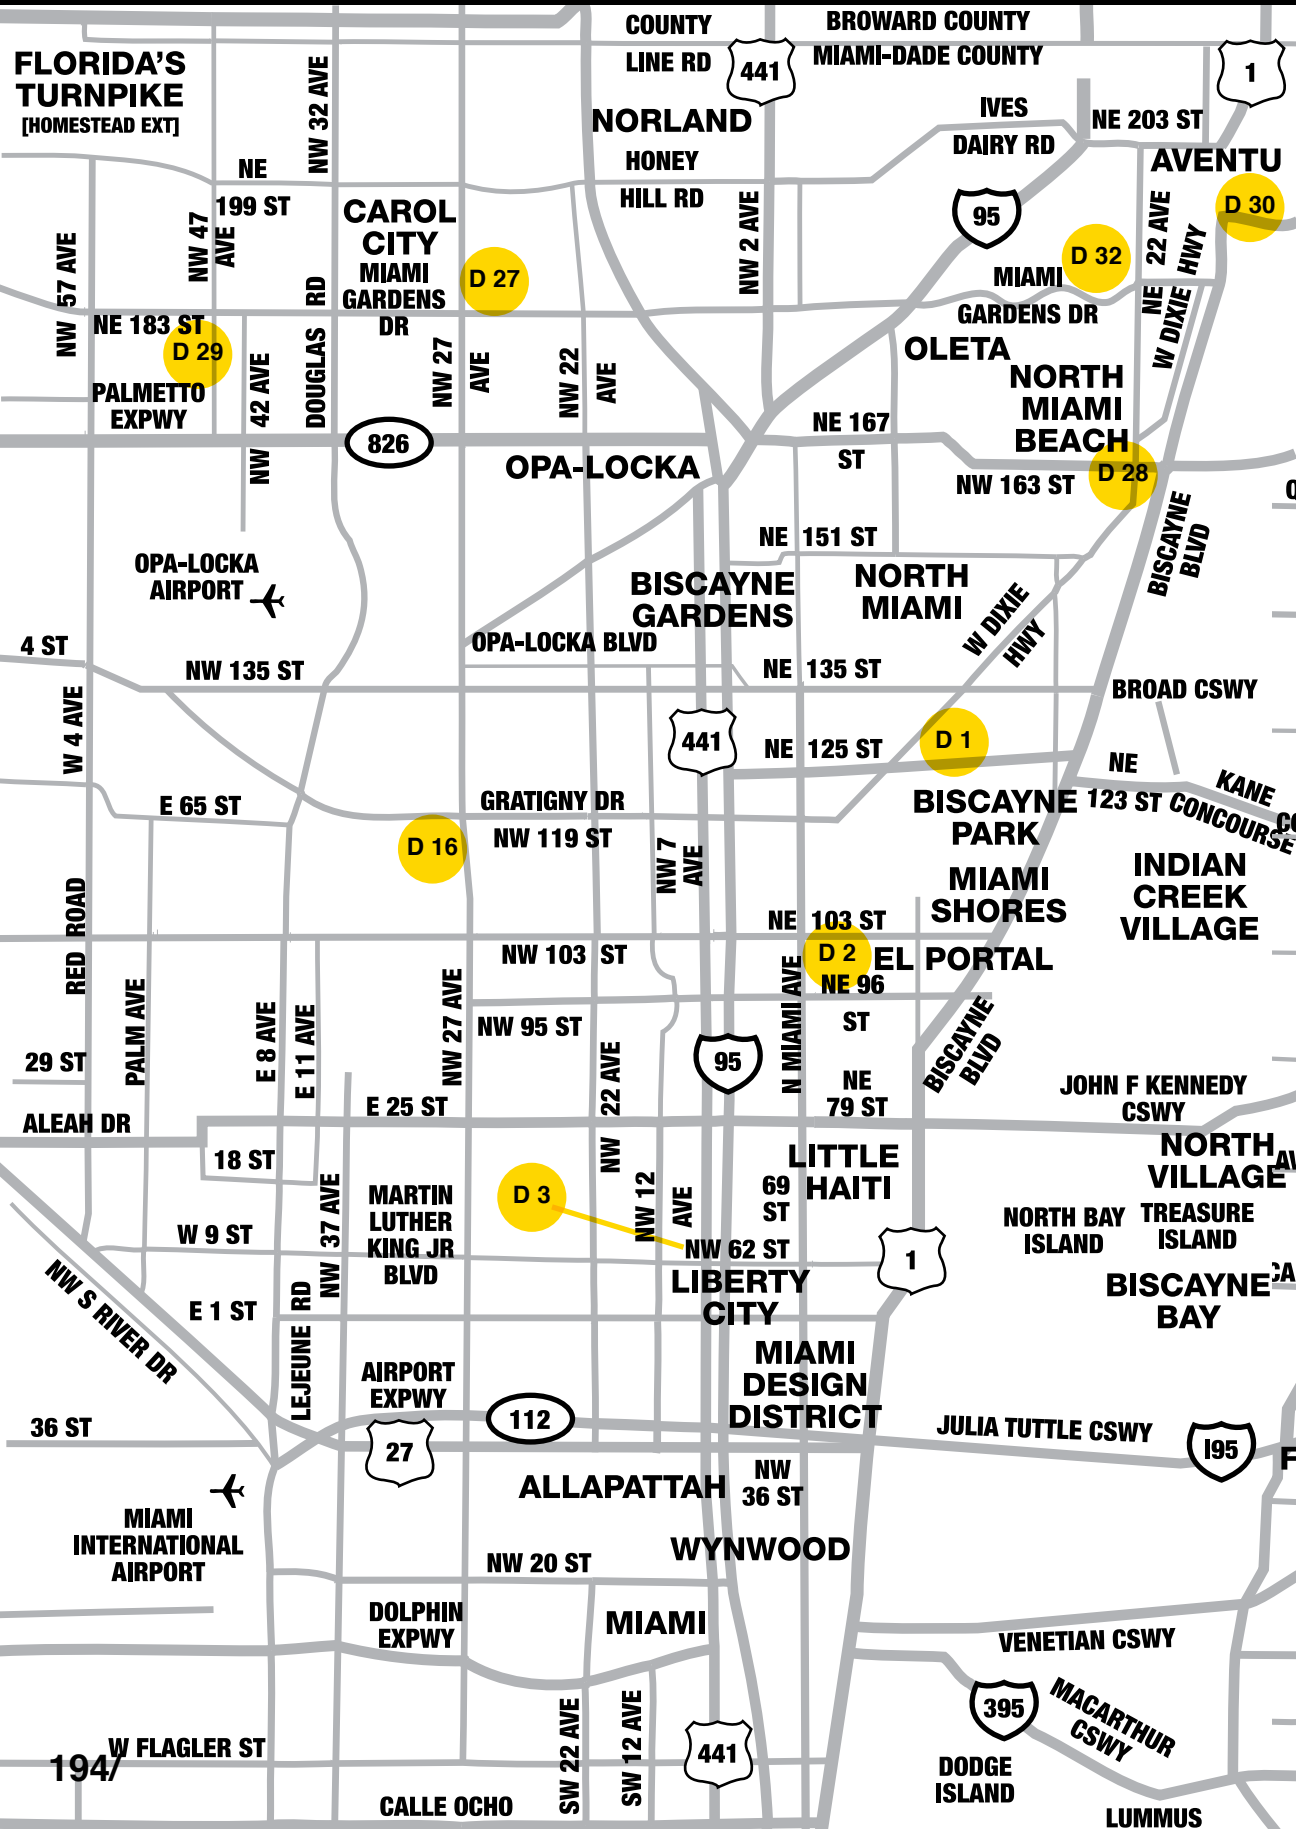 COUNTY
LINE RD
BROWARD COUNTY
MIAMI-DADE COUNTY
441
1
FLORIDA'S
TURNPIKE
[HOMESTEAD EXT]
NW 32 AVE
NORLAND
IVES
DAIRY RD
NE 203 ST
AVENTU
HONEY
HILL RD
NE
199 ST
CAROL
CITY
MIAMI
GARDENS
DR
NW 47
AVE
NW 57 AVE
NW 2 AVE
95
D 30
D 32
D 27
NE 22 AVE
W DIXIE HWY
MIAMI
GARDENS DR
DOUGLAS RD
NE 183 ST
D 29
PALMETTO
EXPWY
NW 42 AVE
NW 27
AVE
NW 22
AVE
OLETA
NORTH
MIAMI
BEACH
826
NE 167
ST
OPA-LOCKA
D 28
NW 163 ST
BISCAYNE
BLVD
NE 151 ST
OPA-LOCKA
AIRPORT
BISCAYNE
GARDENS
NORTH
MIAMI
W DIXIE
HWY
4 ST
OPA-LOCKA BLVD
NW 135 ST
NE 135 ST
BROAD CSWY
W 4 AVE
441
NE 125 ST
D 1
NE
123 ST
KANE
CONCOURSE
E 65 ST
GRATIGNY DR
NW 119 ST
BISCAYNE
PARK
D 16
NW 7
AVE
MIAMI
SHORES
INDIAN
CREEK
VILLAGE
RED ROAD
NE 103 ST
NW 103 ST
D 2
EL PORTAL
NE 96
ST
N MIAMI AVE
PALM AVE
E 8 AVE
E 11 AVE
NW 27 AVE
NW 95 ST
BISCAYNE
BLVD
29 ST
95
NW 22 AVE
NE
79 ST
JOHN F KENNEDY
CSWY
E 25 ST
ALEAH DR
18 ST
LITTLE
HAITI
NORTH
VILLAGE
D 3
NW 12
AVE
69
ST
MARTIN
LUTHER
KING JR
BLVD
NW 37 AVE
W 9 ST
NW 62 ST
1
NORTH BAY
ISLAND
TREASURE
ISLAND
LIBERTY
CITY
BISCAYNE
BAY
NW S RIVER DR
E 1 ST
LEJEUNE RD
AIRPORT
EXPWY
MIAMI
DESIGN
DISTRICT
112
36 ST
27
JULIA TUTTLE CSWY
I95
ALLAPATTAH
NW
36 ST
MIAMI
INTERNATIONAL
AIRPORT
WYNWOOD
NW 20 ST
DOLPHIN
EXPWY
MIAMI
VENETIAN CSWY
395
MACARTHUR
CSWY
SW 22 AVE
SW 12 AVE
441
W FLAGLER ST
194/
DODGE
ISLAND
CALLE OCHO
LUMMUS